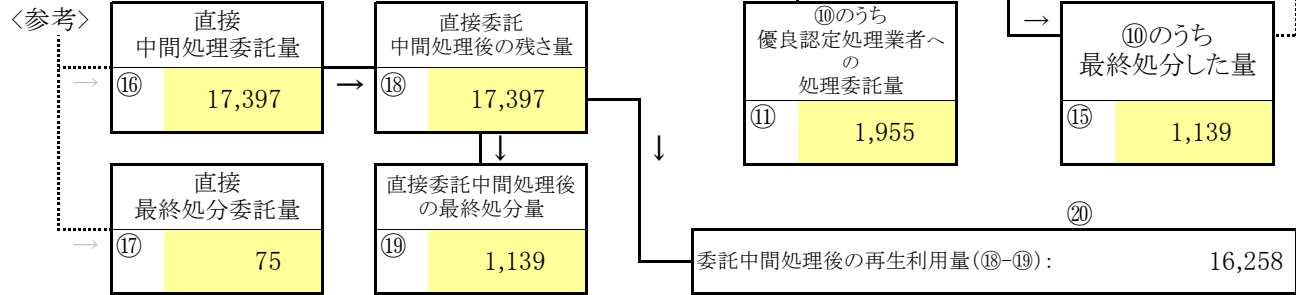 〈参考〉
直接
中間処理委託量
⑯
17,397
→
直接委託
中間処理後の残さ量
⑱
17,397
⑩のうち
優良認定処理業者へ
の
処理委託量
⑪
1,955
→
⑩のうち
最終処分した量
⑮
1,139
→
↓
↓
直接
最終処分委託量
⑰
75
→
直接委託中間処理後
の最終処分量
⑲
1,139
⑳
委託中間処理後の再生利用量(⑱-⑲): 16,258